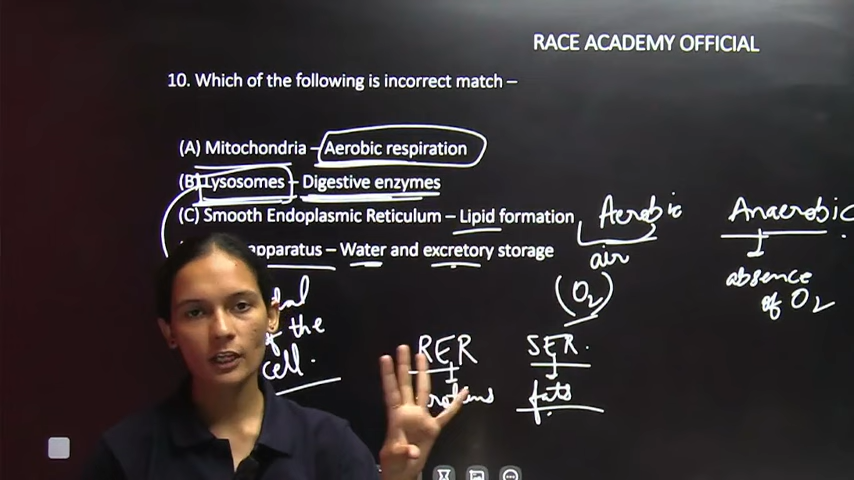 RACE ACADEMY OFFICIAL
10. Which of the following is incorrect match –
(A) Mitochondria – Aerobic respiration
(B) Lysosomes – Digestive enzymes
(C) Smooth Endoplasmic Reticulum – Lipid formation
apparatus – Water and excretory storage
Aerobic
air
(O2)
Anaerobic
absence
of O2
of the
cell.
RER
SER.
fats